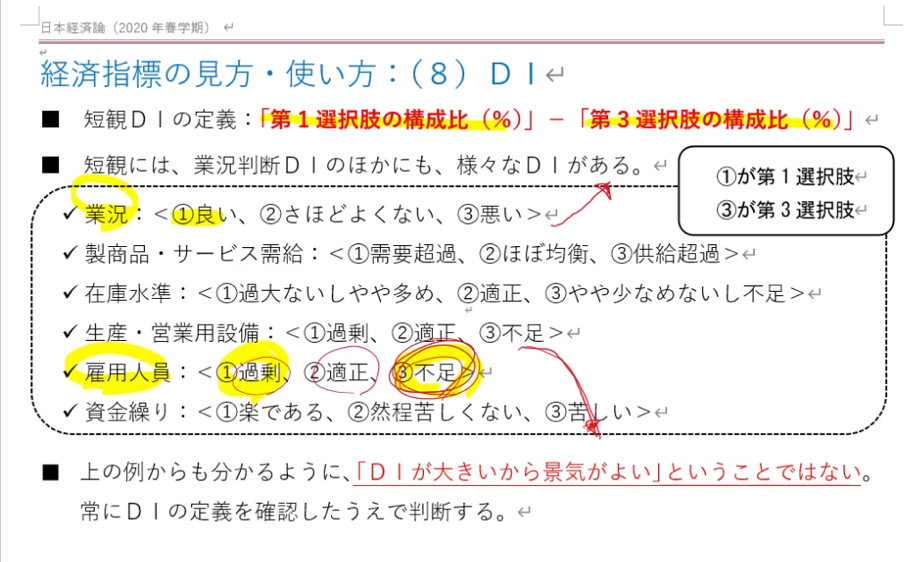 日本経済論（2020 年春学期）
経済指標の見方・使い方：（８）ＤＩ
■ 短観ＤＩの定義：「第１選択肢の構成比（%）」－「第３選択肢の構成比（%）」
■ 短観には、業況判断ＤＩのほかにも、様々なＤＩがある。
①が第１選択肢
③が第３選択肢
✓ 業況：＜①良い、②さほどよくない、③悪い＞
✓ 製商品・サービス需給：＜①需要超過、②ほぼ均衡、③供給超過＞
✓ 在庫水準：＜①過大ないしやや多め、②適正、③やや少なめないし不足＞
✓ 生産・営業用設備：＜①過剰、②適正、③不足＞
✓ 雇用人員：＜①過剰、②適正、③不足＞
✓ 資金繰り：＜①楽である、②然程苦しくない、③苦しい＞
■ 上の例からも分かるように、「ＤＩが大きいから景気がよい」ということではない。
常にＤＩの定義を確認したうえで判断する。